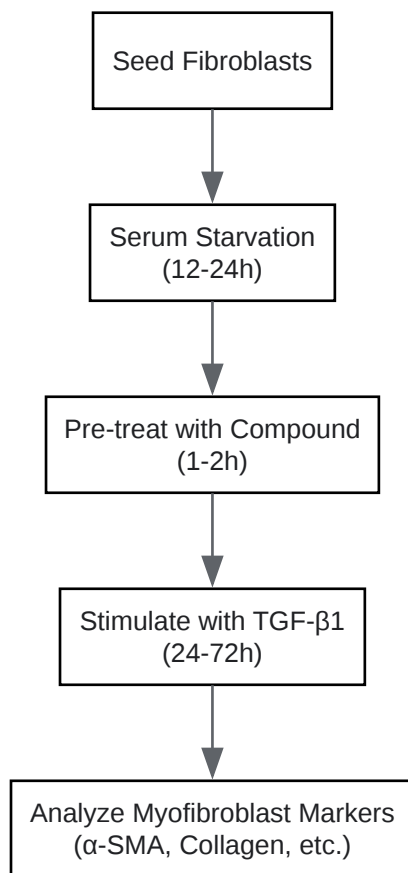 Seed Fibroblasts
Serum Starvation
(12-24h)
Pre-treat with Compound
(1-2h)
Stimulate with TGF-β1
(24-72h)
Analyze Myofibroblast Markers
(α-SMA, Collagen, etc.)